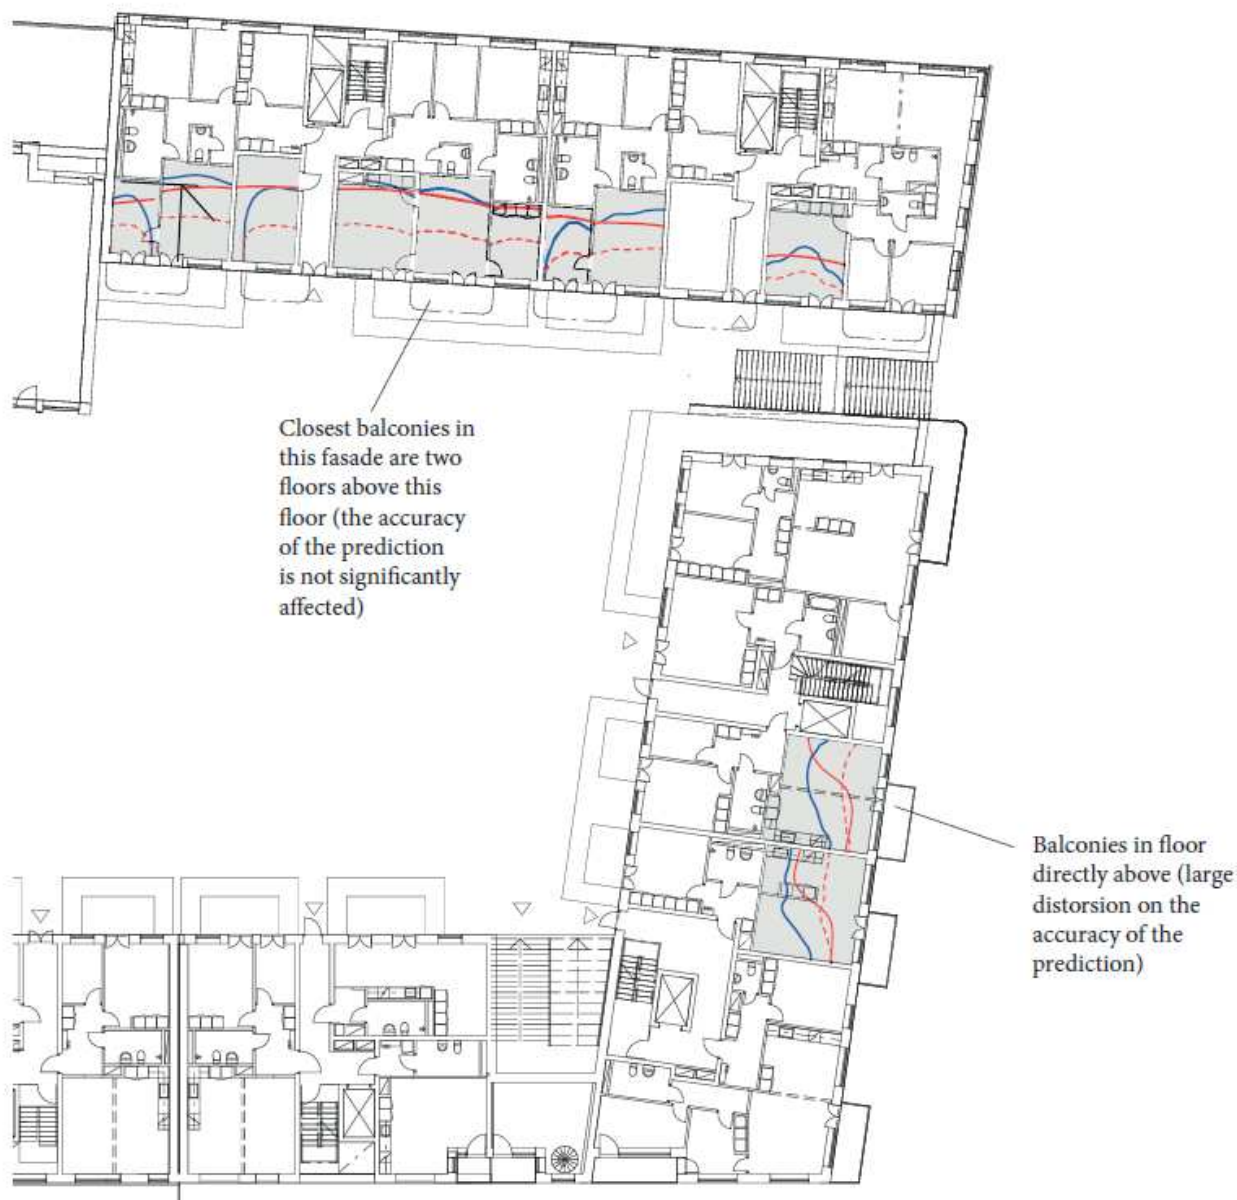 Closest balconies in
this fasade are two
floors above this
floor (the accuracy
of the prediction
is not significantly
affected)
Balconies in floor
directly above (large
distorsion on the
accuracy of the
prediction)